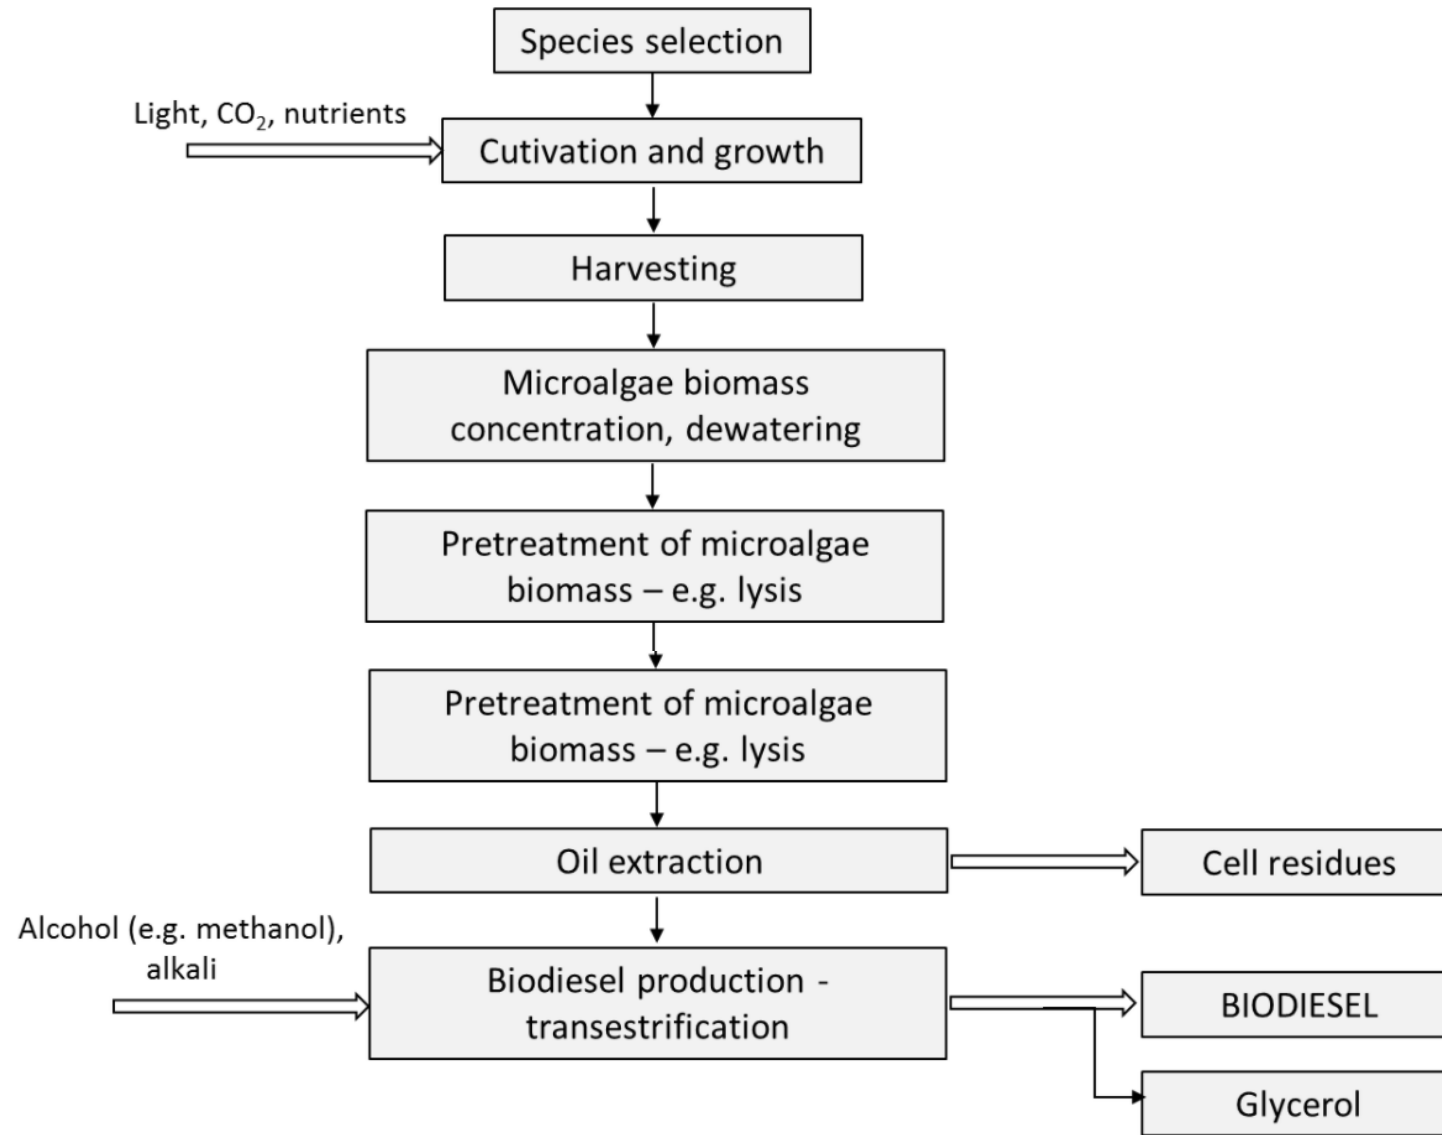 Species selection
Light, CO₂, nutrients
Cutivation and growth
Harvesting
Microalgae biomass
concentration, dewatering
Pretreatment of microalgae
biomass – e.g. lysis
Pretreatment of microalgae
biomass – e.g. lysis
Oil extraction
Cell residues
Alcohol (e.g. methanol),
alkali
Biodiesel production -
transestrification
BIODIESEL
Glycerol